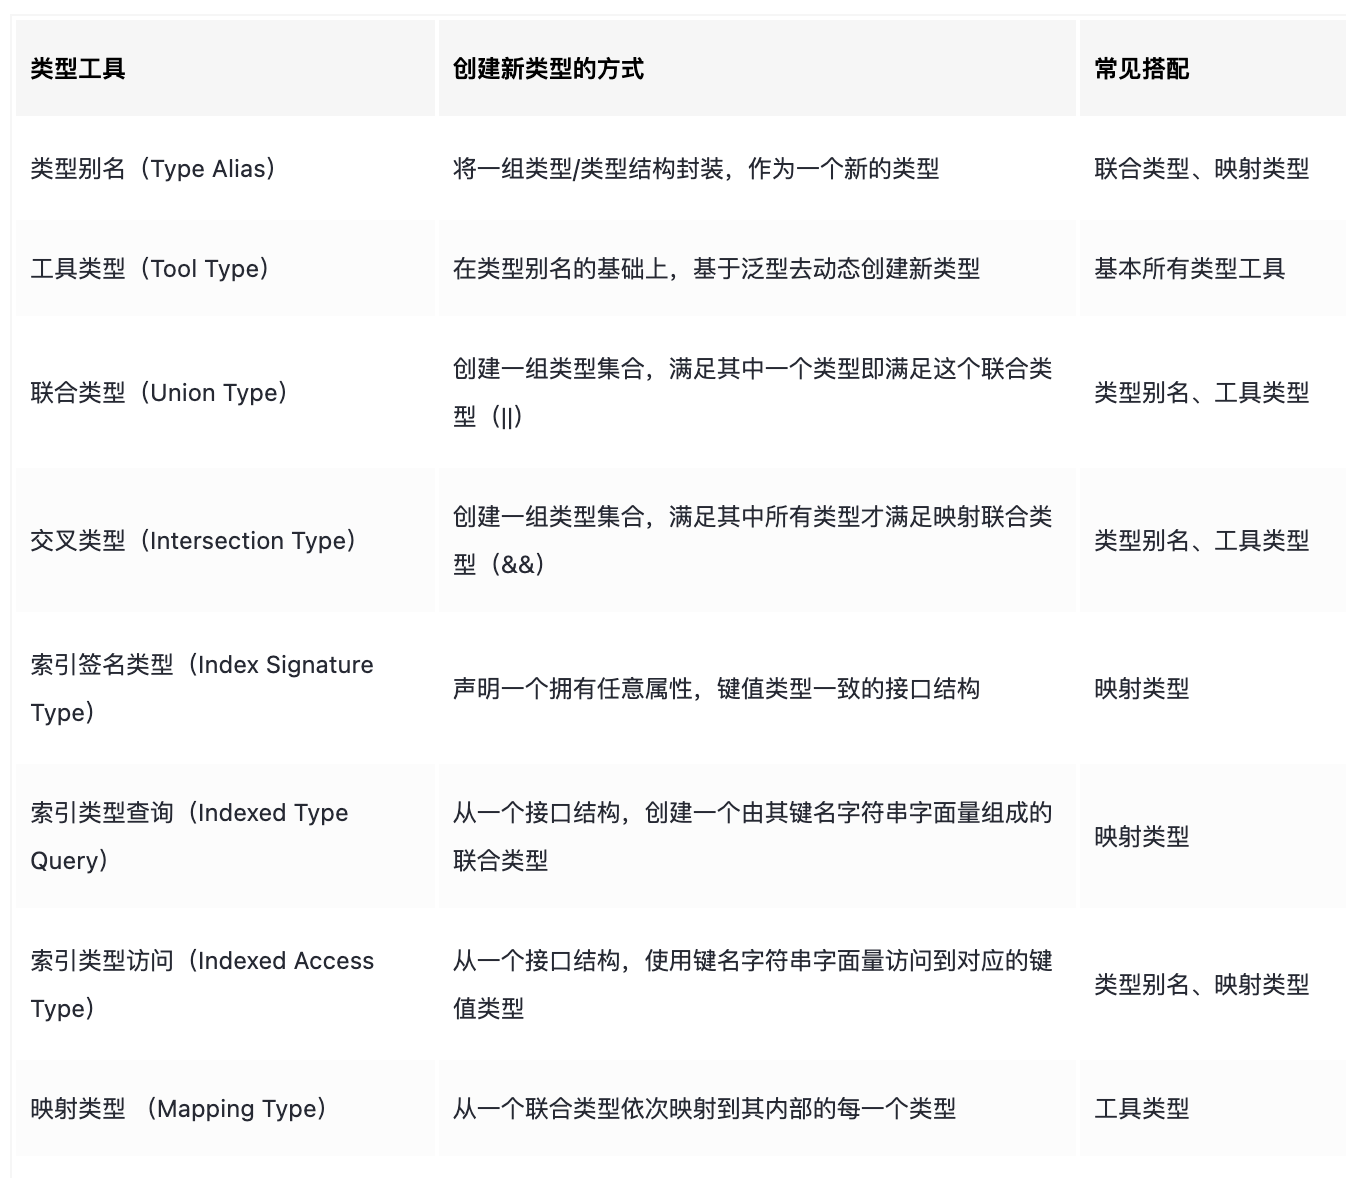 类型工具
创建新类型的方式
常见搭配
类型别名（Type Alias）
将一组类型/类型结构封装，作为一个新的类型
联合类型、映射类型
工具类型（Tool Type）
在类型别名的基础上，基于泛型去动态创建新类型
基本所有类型工具
联合类型（Union Type）
创建一组类型集合，满足其中一个类型即满足这个联合类
型（||）
类型别名、工具类型
交叉类型（Intersection Type）
创建一组类型集合，满足其中所有类型才满足映射联合类
型（&&）
类型别名、工具类型
索引签名类型（Index Signature
Type）
声明一个拥有任意属性，键值类型一致的接口结构
映射类型
索引类型查询（Indexed Type
Query）
从一个接口结构，创建一个由其键名字符串字面量组成的
联合类型
映射类型
索引类型访问（Indexed Access
Type）
从一个接口结构，使用键名字符串字面量访问到对应的键
值类型
类型别名、映射类型
映射类型 （Mapping Type）
从一个联合类型依次映射到其内部的每一个类型
工具类型